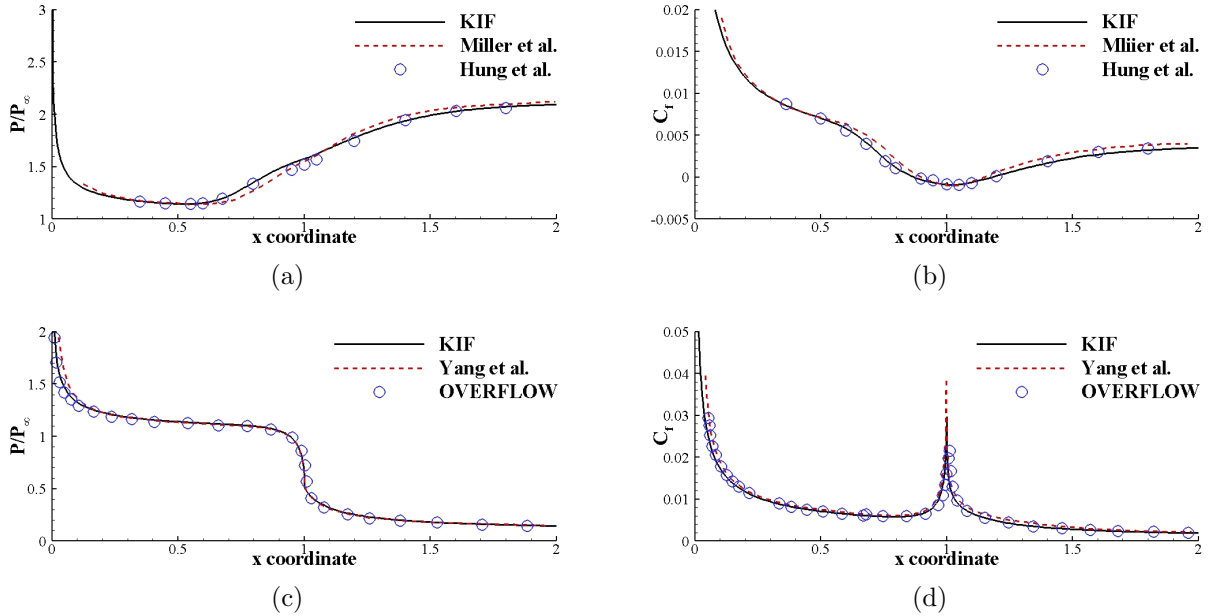 3
2.5
2
1.5
1
P/P∞
0
0.5
1
1.5
2
x coordinate
KIF
Miller et al.
Hung et al.
(a)
0.02
0.015
0.01
0.005
0
-0.005
Cf
0
0.5
1
1.5
2
x coordinate
KIF
Mliier et al.
Hung et al.
(b)
2
1.5
1
0.5
0
P/P∞
0
0.5
1
1.5
2
x coordinate
KIF
Yang et al.
OVERFLOW
(c)
0.05
0.04
0.03
0.02
0.01
0
Cf
0
0.5
1
1.5
2
x coordinate
KIF
Yang et al.
OVERFLOW
(d)